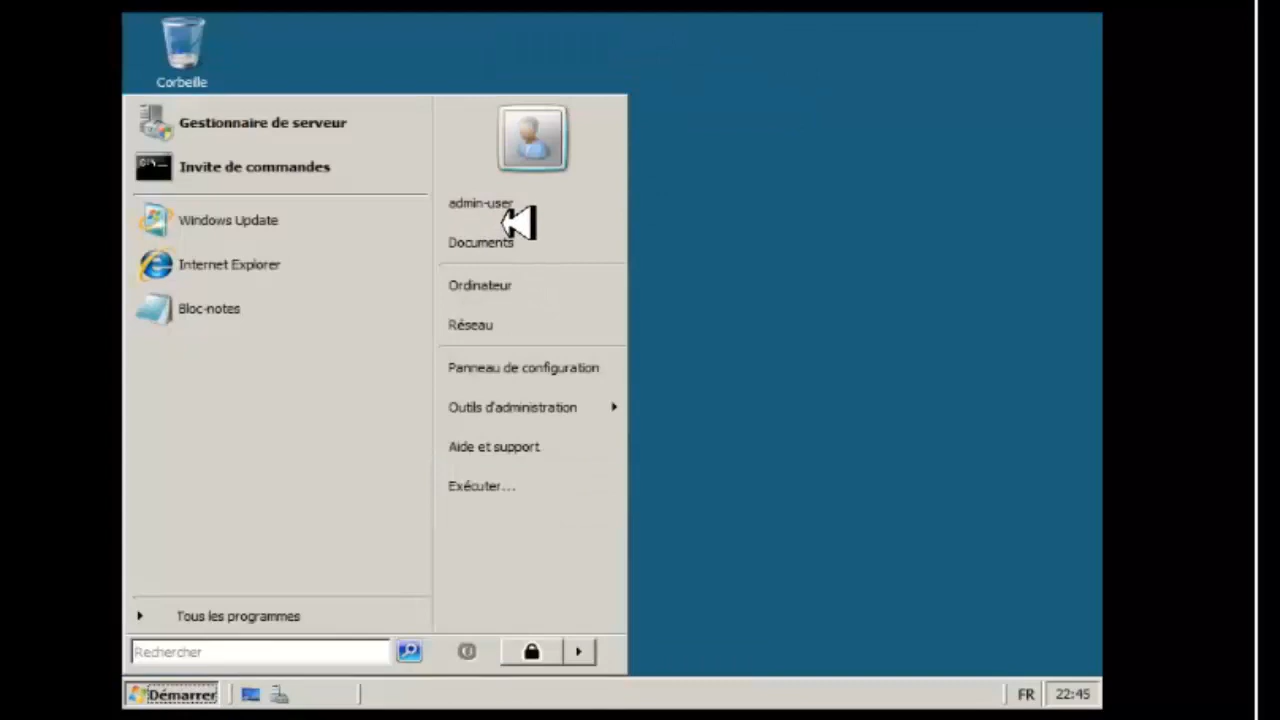 Corbeille
Gestionnaire de serveur
Invite de commandes
Windows Update
Internet Explorer
Bloc-notes
Tous les programmes
Rechercher
admin-user
Documents
Ordinateur
Réseau
Panneau de configuration
Outils d'administration
Aide et support
Exécuter...
Démarrer
FR
22:45